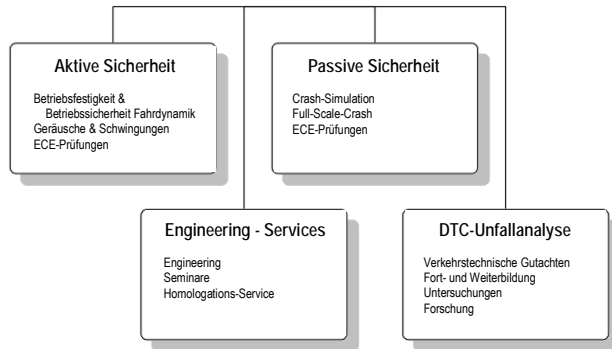 Aktive Sicherheit
Betriebsfestigkeit &
Betriebssicherheit Fahrdynamik
Geräusche & Schwingungen
ECE-Prüfungen
Passive Sicherheit
Crash-Simulation
Full-Scale-Crash
ECE-Prüfungen
Engineering - Services
Engineering
Seminare
Homologations-Service
DTC-Unfallanalyse
Verkehrstechnische Gutachten
Fort- und Weiterbildung
Untersuchungen
Forschung